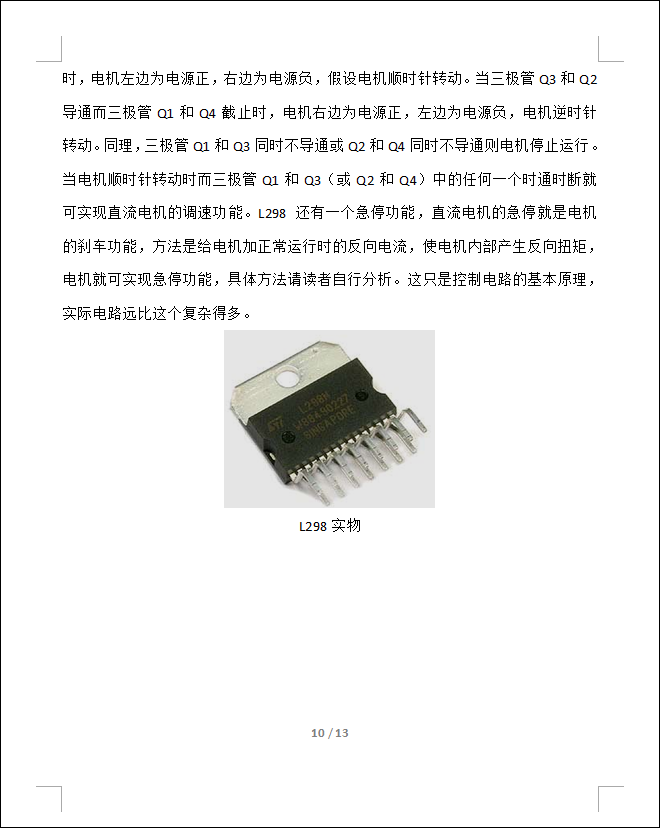 时，电机左边为电源正，右边为电源负，假设电机顺时针转动。当三极管 Q3 和 Q2
导通而三极管 Q1 和 Q4 截止时，电机右边为电源正，左边为电源负，电机逆时针
转动。同理，三极管 Q1 和 Q3 同时不导通或 Q2 和 Q4 同时不导通则电机停止运行。
当电机顺时针转动时而三极管 Q1 和 Q3（或 Q2 和 Q4）中的任何一个时通时断就
可实现直流电机的调速功能。L298 还有一个急停功能，直流电机的急停就是电机
的刹车功能，方法是给电机加正常运行时的反向电流，使电机内部产生反向扭矩，
电机就可实现急停功能，具体方法请读者自行分析。这只是控制电路的基本原理，
实际电路远比这个复杂得多。
L298N
W88490227
SINGAPORE
L298 实物
10 / 13